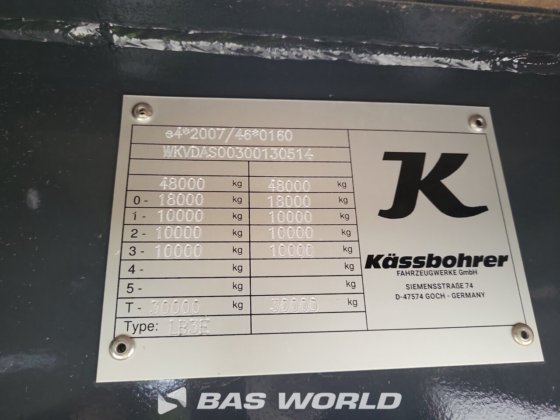 e4*2007/46*0160
WKVDAS00300130514
48000 kg 48000 kg
0- 18000 kg 18000 kg
1- 10000 kg 10000 kg
2- 10000 kg 10000 kg
3- 10000 kg 10000 kg
4- kg kg
5- kg kg
T- 30000 kg 30000 kg
Type:
K
Kässbohrer
FAHRZEUGWERKE GmbH
SIEMENSSTRAßE 74
D-47574 GOCH - GERMANY
BAS WORLD